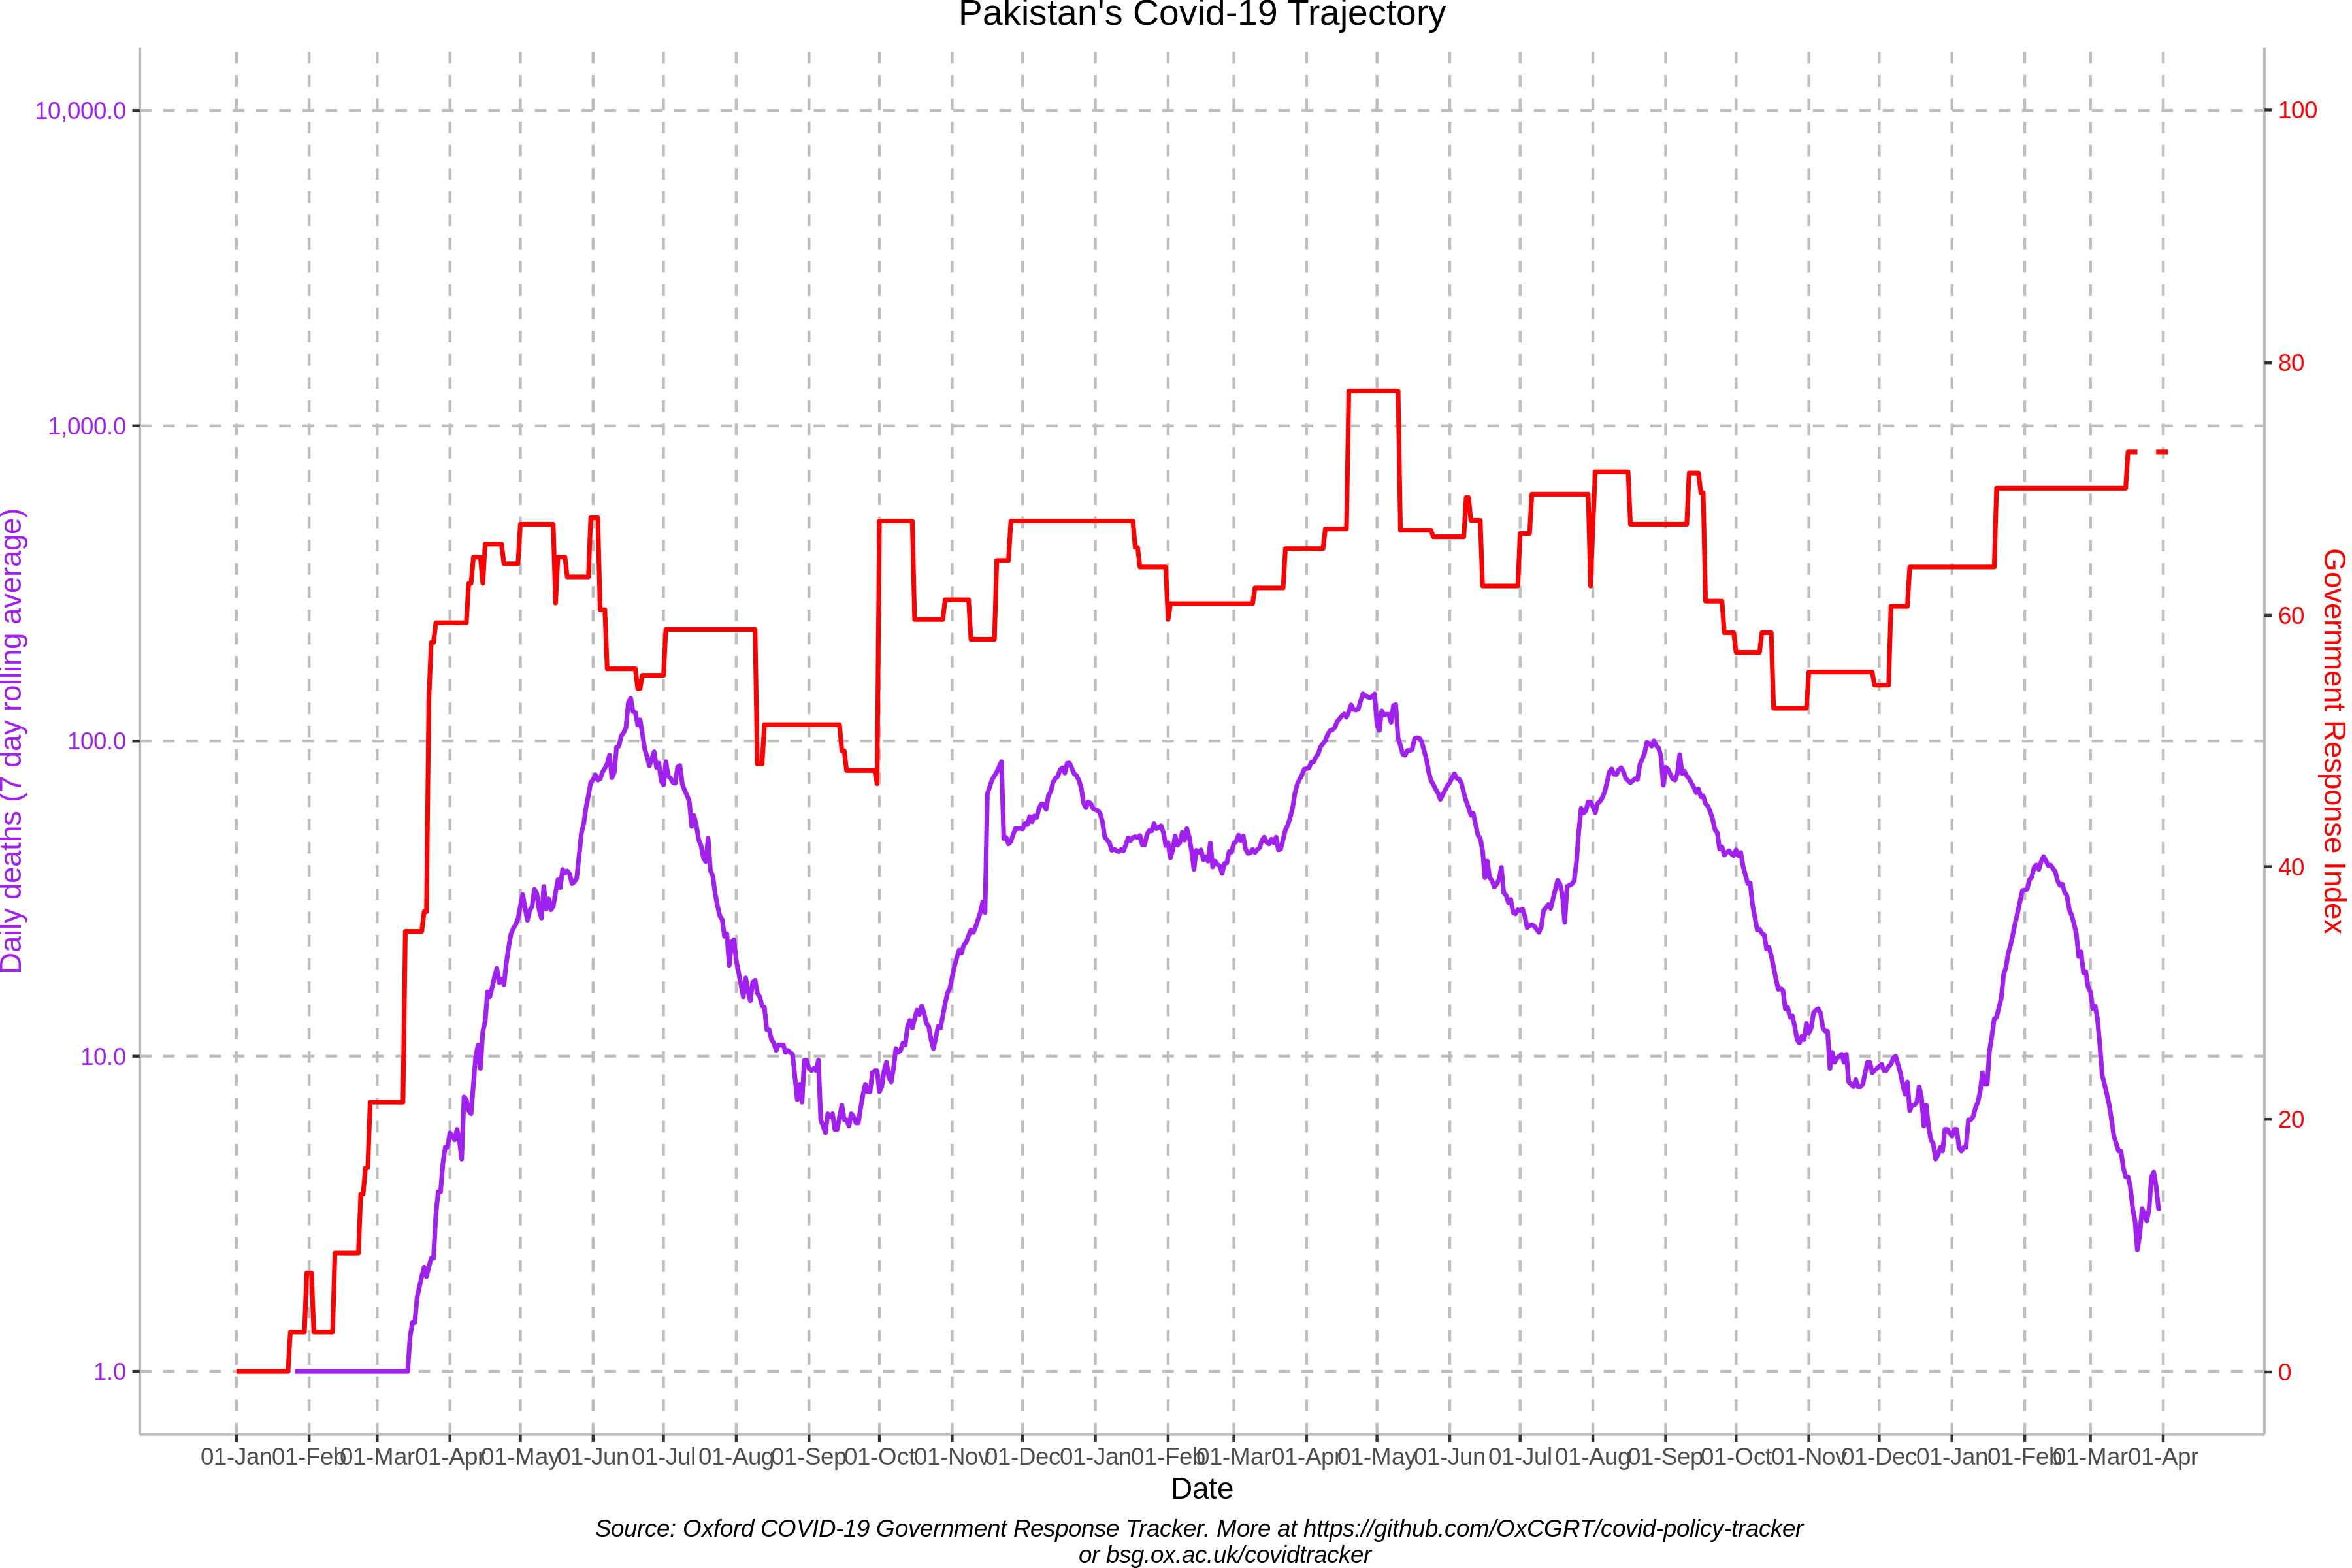 Pakistan's Covid-19 Trajectory
10,000.0
1,000.0
100.0
10.0
1.0
Daily deaths (7 day rolling average)
100
80
60
40
20
0
Government Response Index
01-Jan 01-Feb 01-Mar 01-Apr 01-May 01-Jun 01-Jul 01-Aug 01-Sep 01-Oct 01-Nov 01-Dec 01-Jan 01-Feb 01-Mar 01-Apr 01-May 01-Jun 01-Jul 01-Aug 01-Sep 01-Oct 01-Nov 01-Dec 01-Jan 01-Feb 01-Mar 01-Apr
Date
Source: Oxford COVID-19 Government Response Tracker. More at https://github.com/OxCGRT/covid-policy-tracker
or bsg.ox.ac.uk/covidtracker